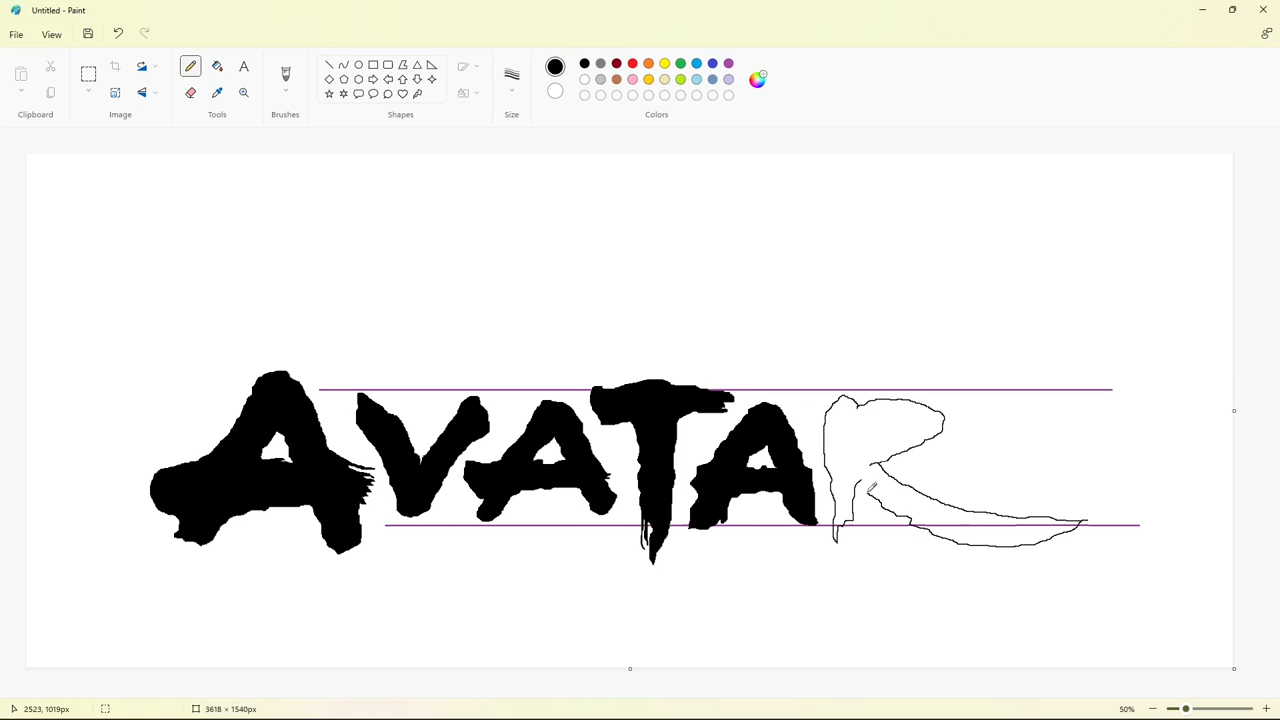 Untitled - Paint
File View
Clipboard Image Tools Brushes Shapes Size Colors
AVATAR
2523, 1019px 3618 × 1540px 50%